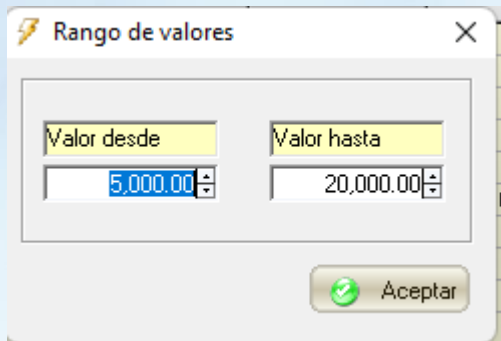 Rango de valores
Valor desde Valor hasta
5,000.00 20,000.00
Aceptar